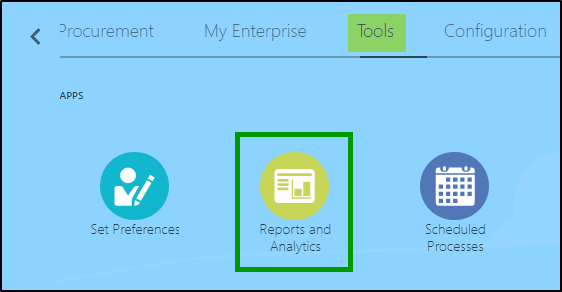 Procurement My Enterprise Tools Configuration
APPS
Set Preferences Reports and Analytics Scheduled Processes